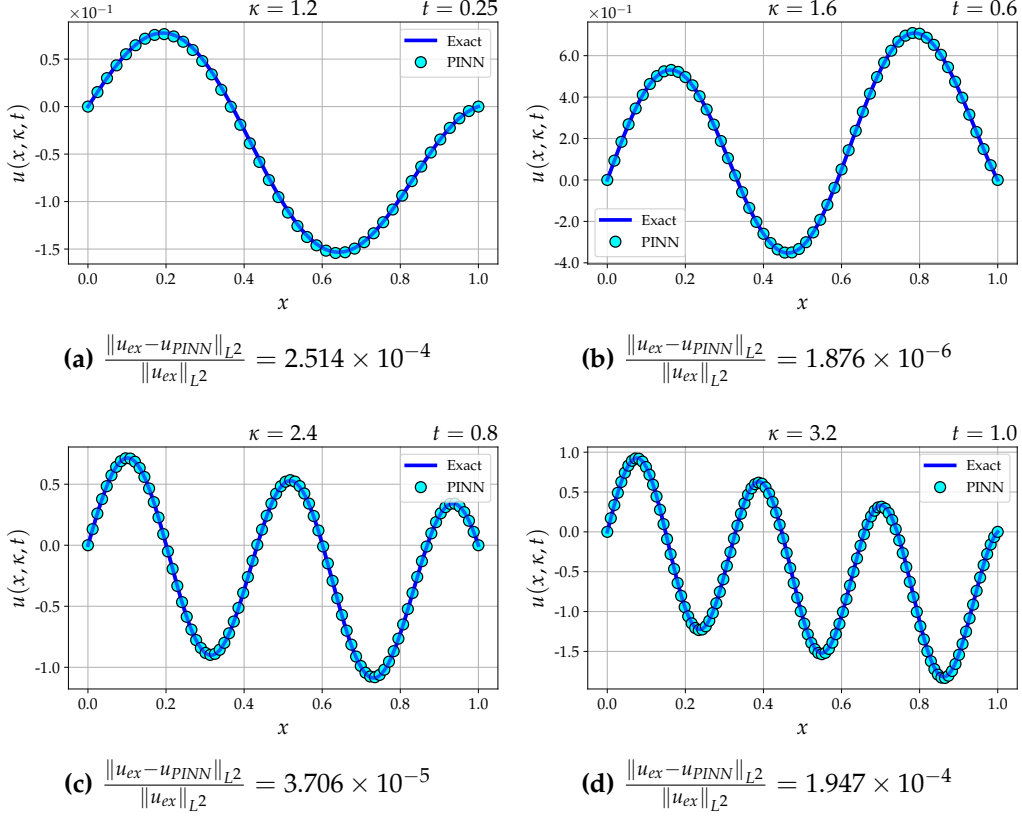 ×10⁻¹ κ = 1.2 t = 0.25
0.5
0.0
-0.5
-1.0
-1.5
u(x, κ, t)
Exact
PINN
0.0 0.2 0.4 0.6 0.8 1.0
x
(a) ‖u_ex−u_PINN‖_L² / ‖u_ex‖_L² = 2.514 × 10⁻⁴
×10⁻¹ κ = 1.6 t = 0.6
6.0
4.0
2.0
0.0
-2.0
-4.0
u(x, κ, t)
Exact
PINN
0.0 0.2 0.4 0.6 0.8 1.0
x
(b) ‖u_ex−u_PINN‖_L² / ‖u_ex‖_L² = 1.876 × 10⁻⁶
κ = 2.4 t = 0.8
0.5
0.0
-0.5
-1.0
u(x, κ, t)
Exact
PINN
0.0 0.2 0.4 0.6 0.8 1.0
x
(c) ‖u_ex−u_PINN‖_L² / ‖u_ex‖_L² = 3.706 × 10⁻⁵
κ = 3.2 t = 1.0
1.0
0.5
0.0
-0.5
-1.0
-1.5
u(x, κ, t)
Exact
PINN
0.0 0.2 0.4 0.6 0.8 1.0
x
(d) ‖u_ex−u_PINN‖_L² / ‖u_ex‖_L² = 1.947 × 10⁻⁴